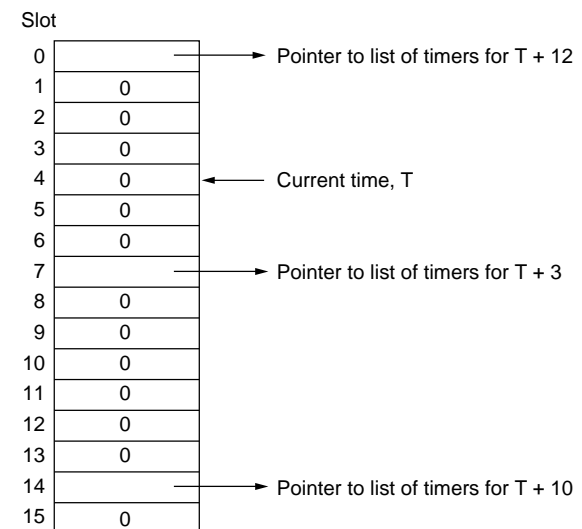 Slot
0 Pointer to list of timers for T + 12
1 0
2 0
3 0
4 0 Current time, T
5 0
6 0
7 Pointer to list of timers for T + 3
8 0
9 0
10 0
11 0
12 0
13 0
14 Pointer to list of timers for T + 10
15 0